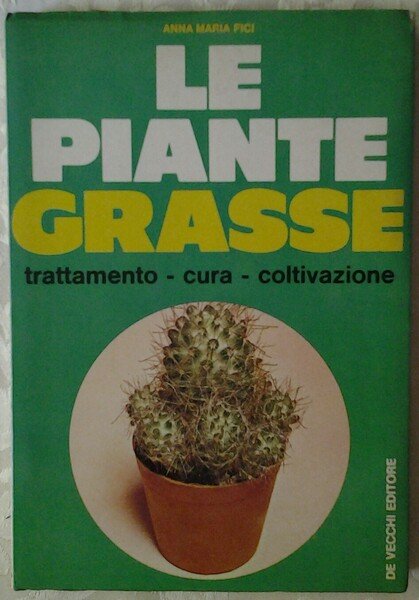 ANNA MARIA FICI
LE
PIANTE
GRASSE
trattamento - cura - coltivazione
DE VECCHI EDITORE